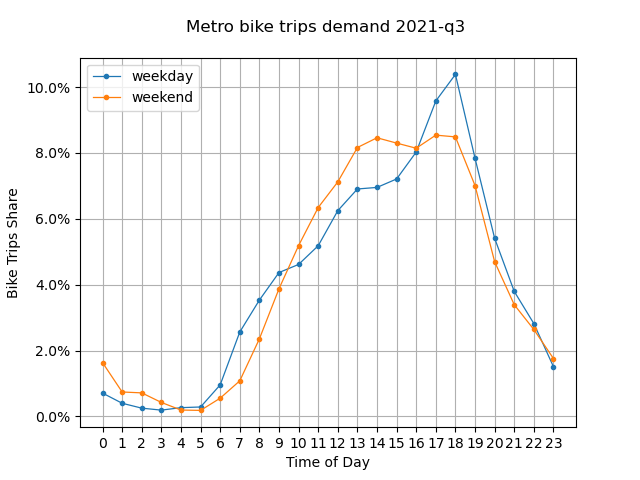 Metro bike trips demand 2021-q3
weekday
weekend
10.0%
8.0%
6.0%
4.0%
2.0%
0.0%
Bike Trips Share
0 1 2 3 4 5 6 7 8 9 10 11 12 13 14 15 16 17 18 19 20 21 22 23
Time of Day